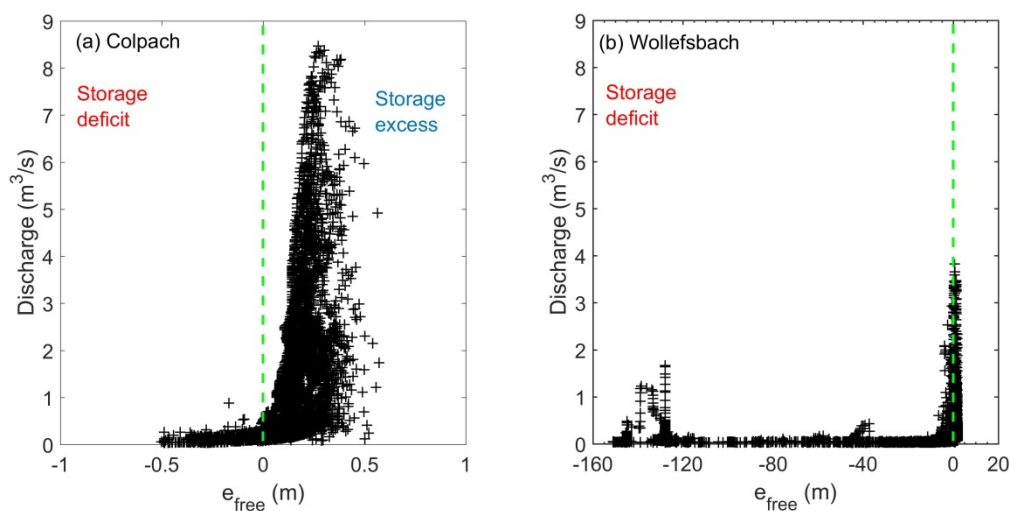 (a) Colpach
Storage
deficit
Storage
excess
9
8
7
6
5
4
3
2
1
0
Discharge (m³/s)
-1
-0.5
0
0.5
1
e_free (m)
(b) Wollefsbach
Storage
deficit
9
8
7
6
5
4
3
2
1
0
Discharge (m³/s)
-160
-120
-80
-40
0
20
e_free (m)